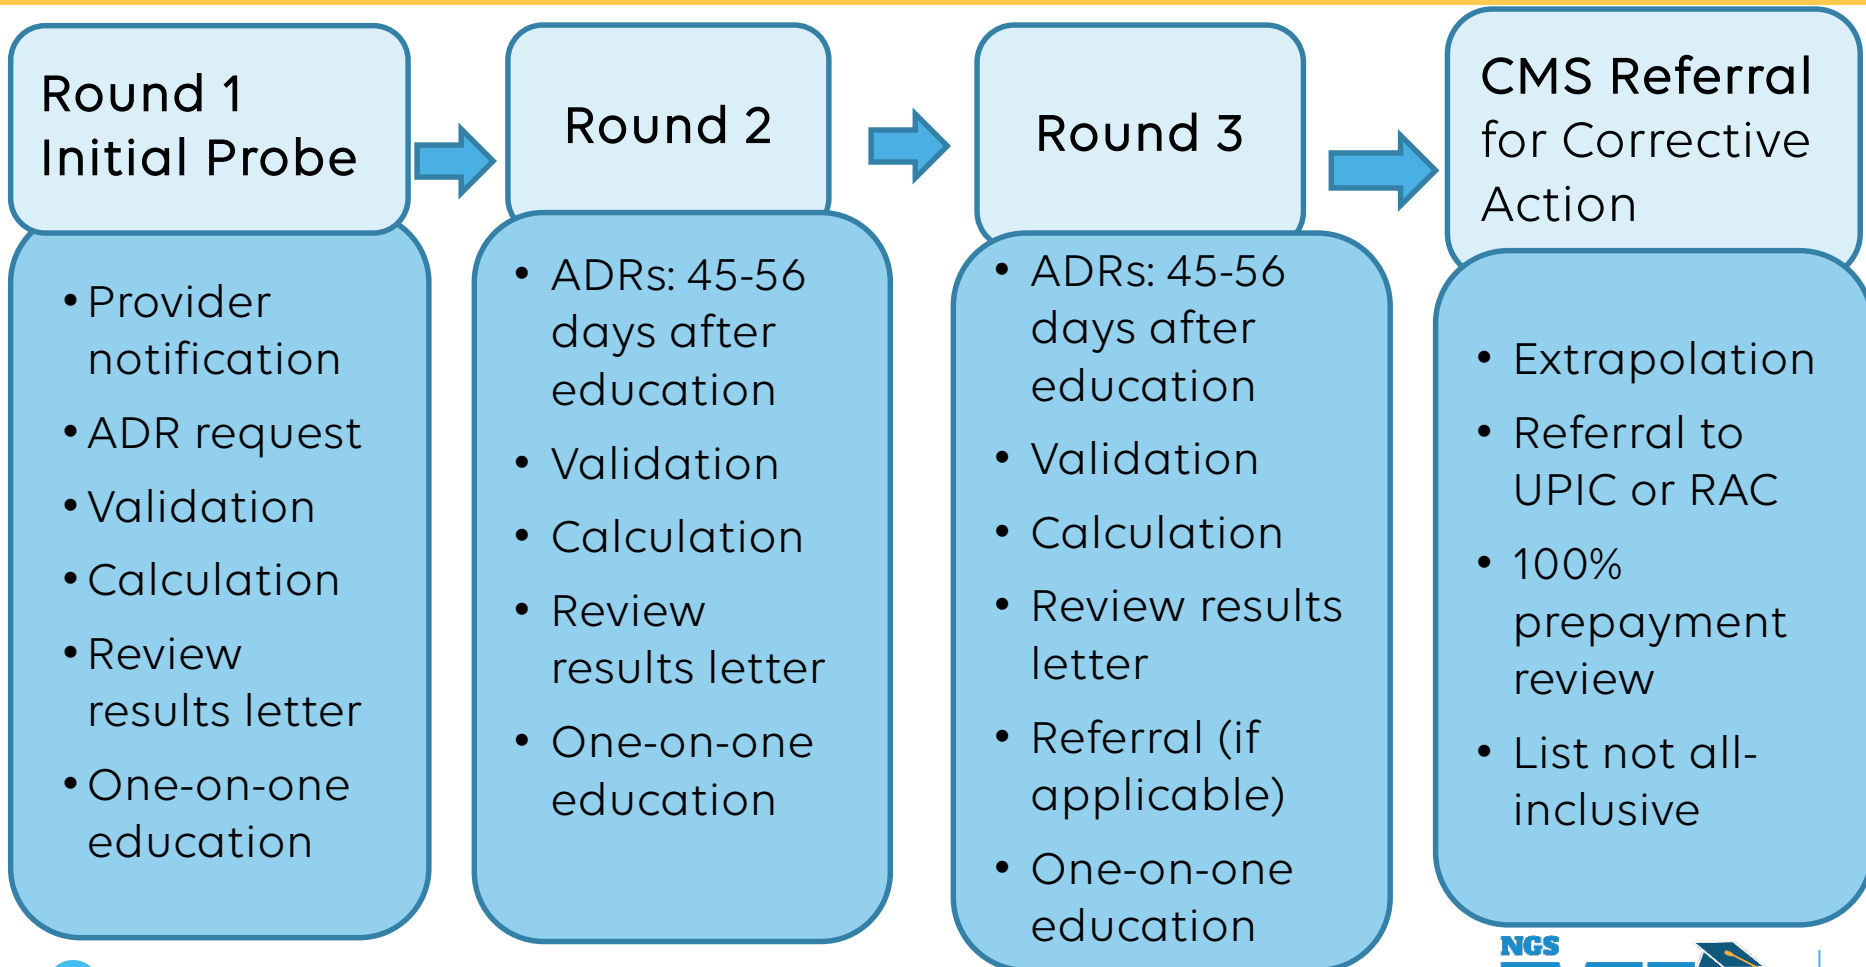 Round 1
Initial Probe
• Provider
notification
• ADR request
• Validation
• Calculation
• Review
results letter
• One-on-one
education
Round 2
• ADRs: 45-56
days after
education
• Validation
• Calculation
• Review
results letter
• One-on-one
education
Round 3
• ADRs: 45-56
days after
education
• Validation
• Calculation
• Review results
letter
• Referral (if
applicable)
• One-on-one
education
CMS Referral
for Corrective
Action
• Extrapolation
• Referral to
UPIC or RAC
• 100%
prepayment
review
• List not all-
inclusive
NGS